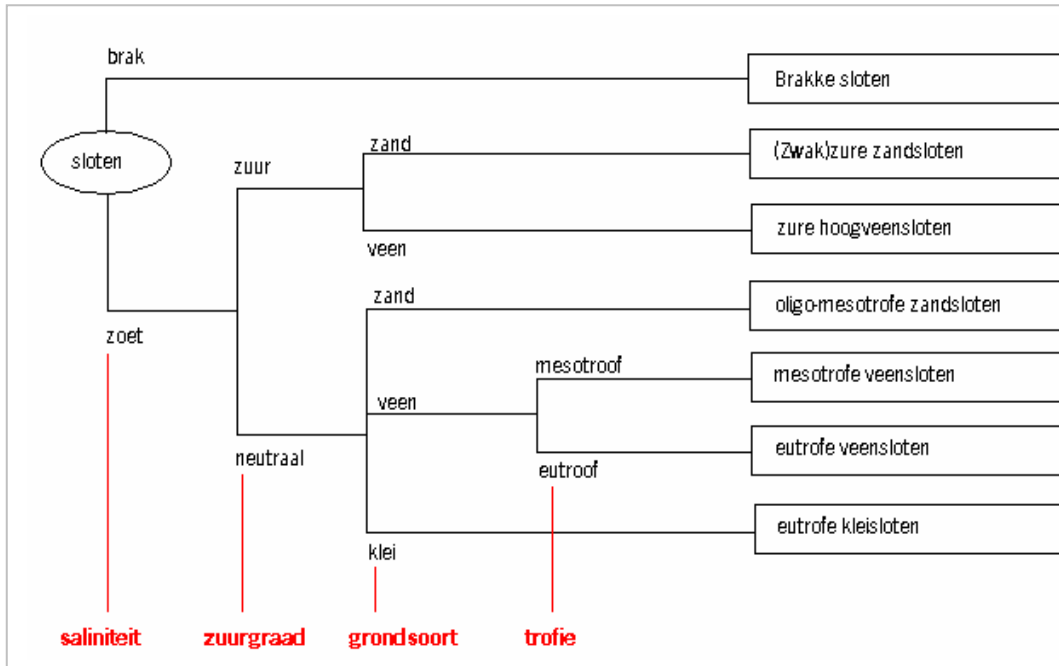 brak
Brakke sloten
sloten
zand
(Zwak)zure zandsloten
zuur
zure hoogveensloten
veen
zand
oligo-mesotrofe zandsloten
zoet
mesotroof
mesotrofe veensloten
veen
eutrofe veensloten
neutraal
eutroof
eutrofe kleisloten
klei
saliniteit
zuurgraad
grondsoort
trofie